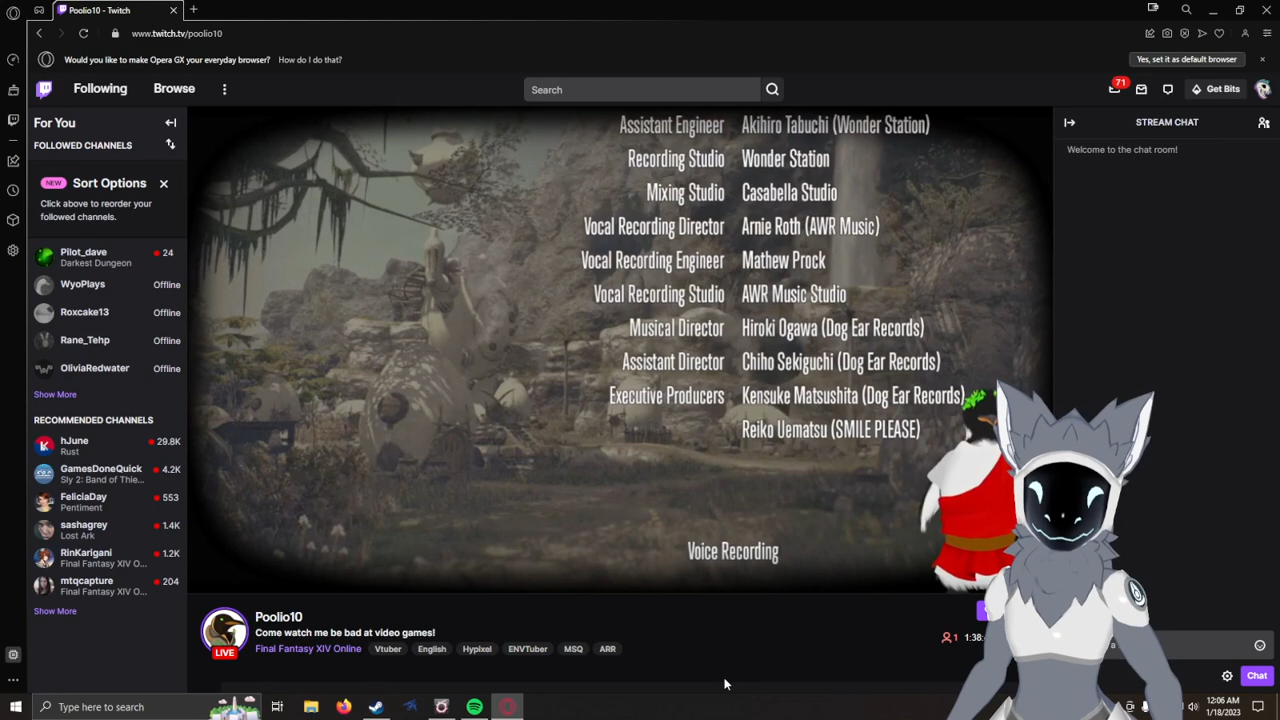 Poolio10 - Twitch
www.twitch.tv/poolio10
Would you like to make Opera GX your everyday browser?
How do I do that?
Yes, set it as default browser
Following
Browse
Search
71
Get Bits
For You
FOLLOWED CHANNELS
NEW
Sort Options
Click above to reorder your
followed channels.
Pilot_dave
24
Darkest Dungeon
WyoPlays
Offline
Roxcake13
Offline
Rane_Tehp
Offline
OliviaRedwater
Offline
Show More
RECOMMENDED CHANNELS
hJune
29.8K
Rust
GamesDoneQuick
4.2K
Sly 2: Band of Thie...
FeliciaDay
553
Pentiment
sashagrey
1.4K
Lost Ark
RinKarigani
1.2K
Final Fantasy XIV O...
mtqcapture
204
Final Fantasy XIV O...
Show More
Assistant Engineer Akihiro Tabuchi (Wonder Station)
Recording Studio Wonder Station
Mixing Studio Casabella Studio
Vocal Recording Director Arnie Roth (AWR Music)
Vocal Recording Engineer Mathew Prock
Vocal Recording Studio AWR Music Studio
Musical Director Hiroki Ogawa (Dog Ear Records)
Assistant Director Chiho Sekiguchi (Dog Ear Records)
Executive Producers Kensuke Matsushita (Dog Ear Records)
Reiko Uematsu (SMILE PLEASE)
Voice Recording
STREAM CHAT
Welcome to the chat room!
LIVE
Poolio10
Come watch me be bad at video games!
Final Fantasy XIV Online
Vtuber
English
Hypixel
ENVTuber
MSQ
ARR
1
1:38:
Chat
Type here to search
12:06 AM
1/18/2023